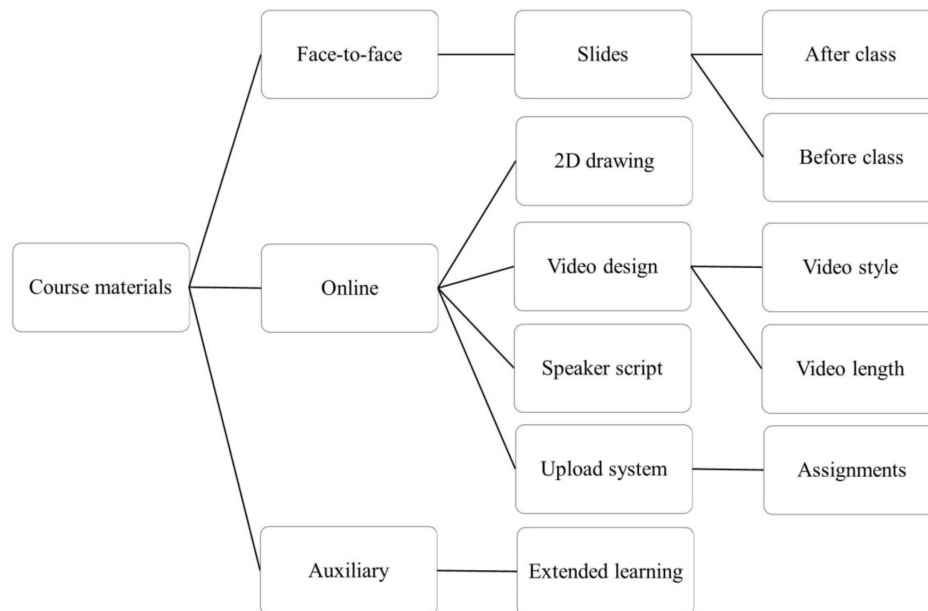 Face-to-face
Slides
After class
2D drawing
Before class
Course materials
Online
Video design
Video style
Speaker script
Video length
Upload system
Assignments
Auxiliary
Extended learning